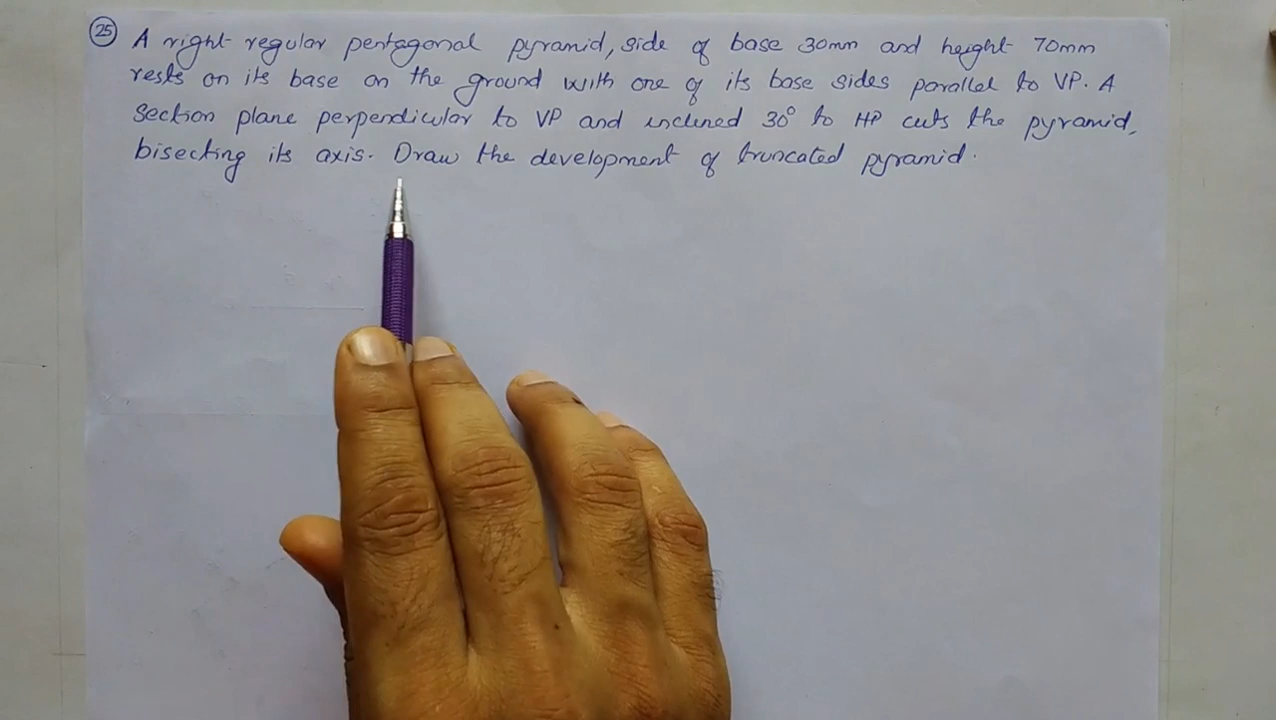 25 A right regular pentagonal pyramid, side of base 30mm and height 70mm
rests on its base on the ground with one of its base sides parallel to VP. A
section plane perpendicular to VP and inclined 30° to HP cuts the pyramid,
bisecting its axis. Draw the development of truncated pyramid.